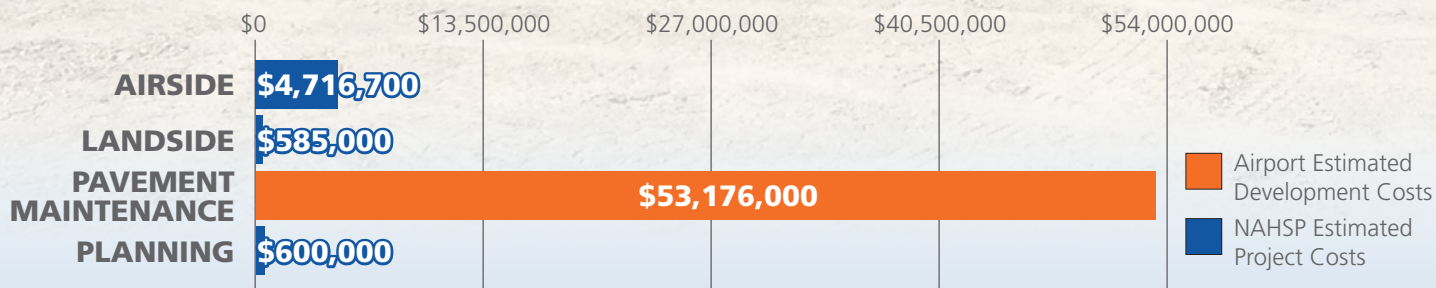 $0 $13,500,000 $27,000,000 $40,500,000 $54,000,000
AIRSIDE $4,716,700
LANDSIDE $585,000
PAVEMENT
MAINTENANCE $53,176,000
PLANNING $600,000
Airport Estimated
Development Costs
NAHSP Estimated
Project Costs